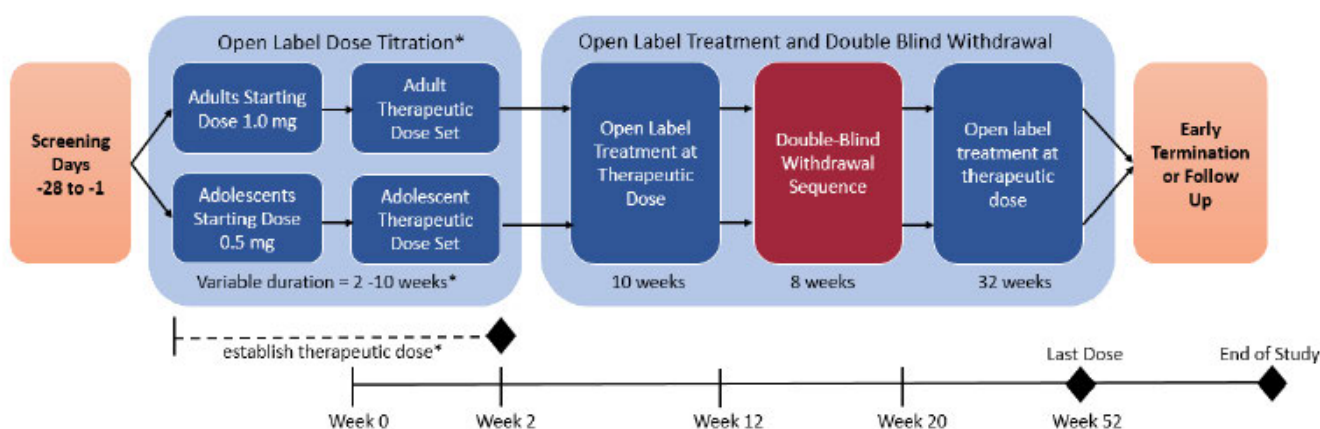 Open Label Dose Titration*
Open Label Treatment and Double Blind Withdrawal
Screening
Days
-28 to -1
Adults Starting
Dose 1.0 mg
Adult
Therapeutic
Dose Set
Adolescents
Starting Dose
0.5 mg
Adolescent
Therapeutic
Dose Set
Variable duration = 2 -10 weeks*
Open Label
Treatment at
Therapeutic
Dose
10 weeks
Double-Blind
Withdrawal
Sequence
8 weeks
Open label
treatment at
therapeutic
dose
32 weeks
Early
Termination
or Follow
Up
establish therapeutic dose*
Last Dose
End of Study
Week 0
Week 2
Week 12
Week 20
Week 52